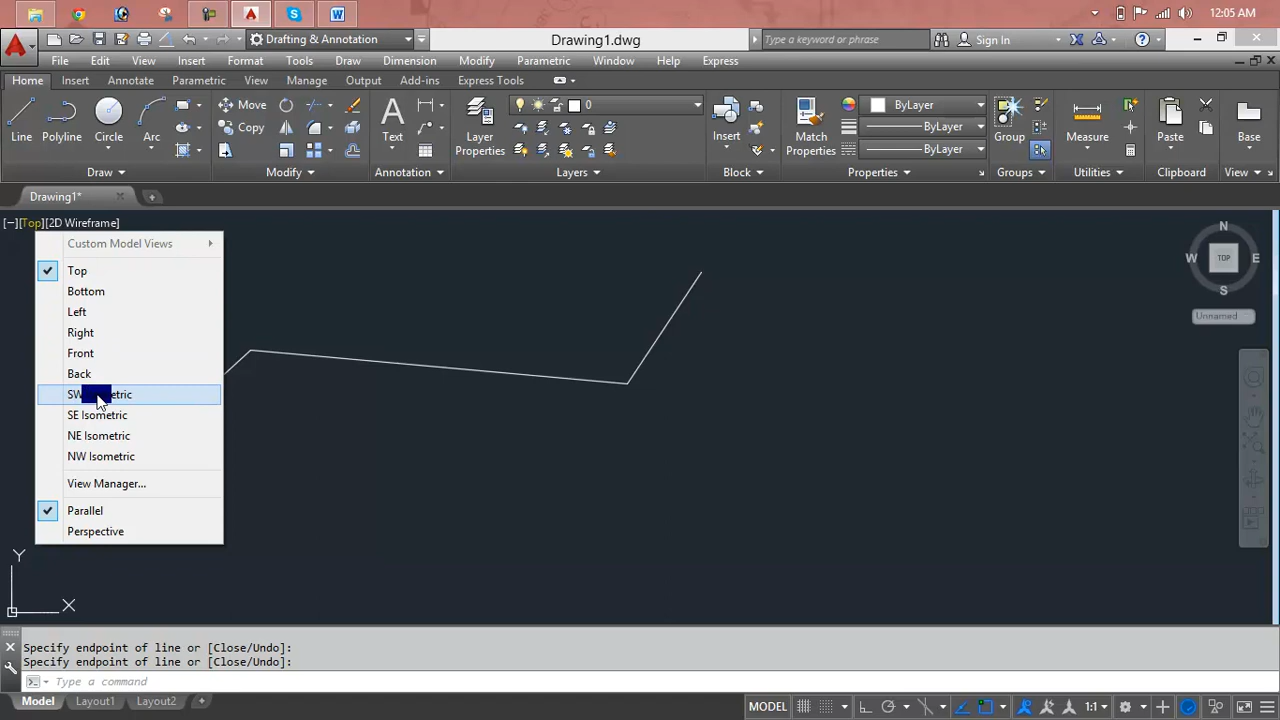 12:05 AM
Drafting & Annotation
Drawing1.dwg
Type a keyword or phrase
Sign In
File Edit View Insert Format Tools Draw Dimension Modify Parametric Window Help Express
Home Insert Annotate Parametric View Manage Output Add-ins Express Tools
Line Polyline Circle Arc
Move
Copy
Text
Layer Properties
0
Insert
Match Properties
ByLayer
ByLayer
ByLayer
Group
Measure
Paste
Base
Draw Modify Annotation Layers Block Properties Groups Utilities Clipboard View
Drawing1*
[−][Top][2D Wireframe]
Custom Model Views
Top
Bottom
Left
Right
Front
Back
SW Isometric
SE Isometric
NE Isometric
NW Isometric
View Manager...
Parallel
Perspective
N
W TOP E
S
Unnamed
Y
X
Specify endpoint of line or [Close/Undo]:
Specify endpoint of line or [Close/Undo]:
Type a command
Model Layout1 Layout2
MODEL
1:1